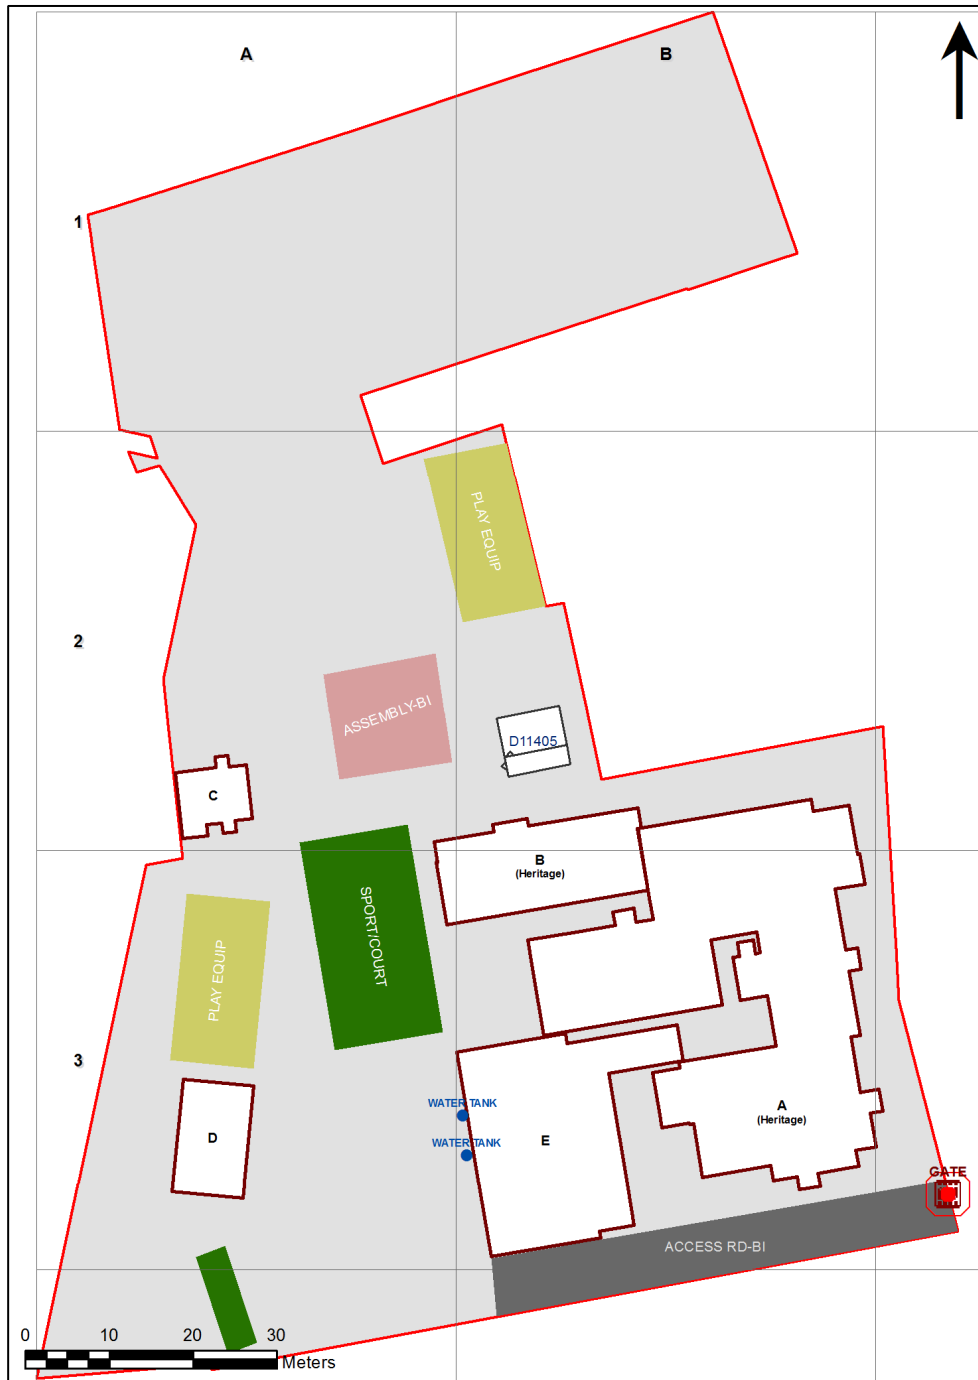 A
B
1
PLAY EQUIP
2
ASSEMBLY-BI
D11405
C
B
(Heritage)
SPORT/COURT
PLAY EQUIP
3
WATER TANK
A
(Heritage)
D
E
WATER TANK
GATE
ACCESS RD-BI
0 10 20 30
Meters